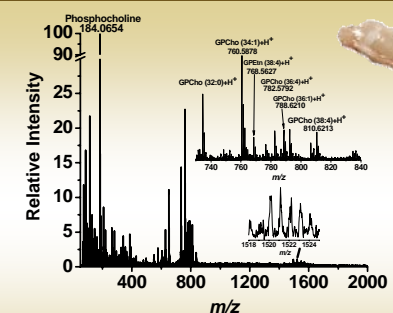 Phosphocholine
184.0654
100
90
25
20
15
10
5
0
Relative Intensity
400 800 1200 1600 2000
m/z
GPCho (34:1)+H+
760.5878
GPEtn (38:4)+H+
768.5627
GPCho (32:0)+H+
GPCho (36:4)+H+
782.5792
GPCho (36:1)+H+
788.6210
GPCho (38:4)+H+
810.6213
740 760 780 800 820 840
m/z
1518 1520 1522 1524
m/z